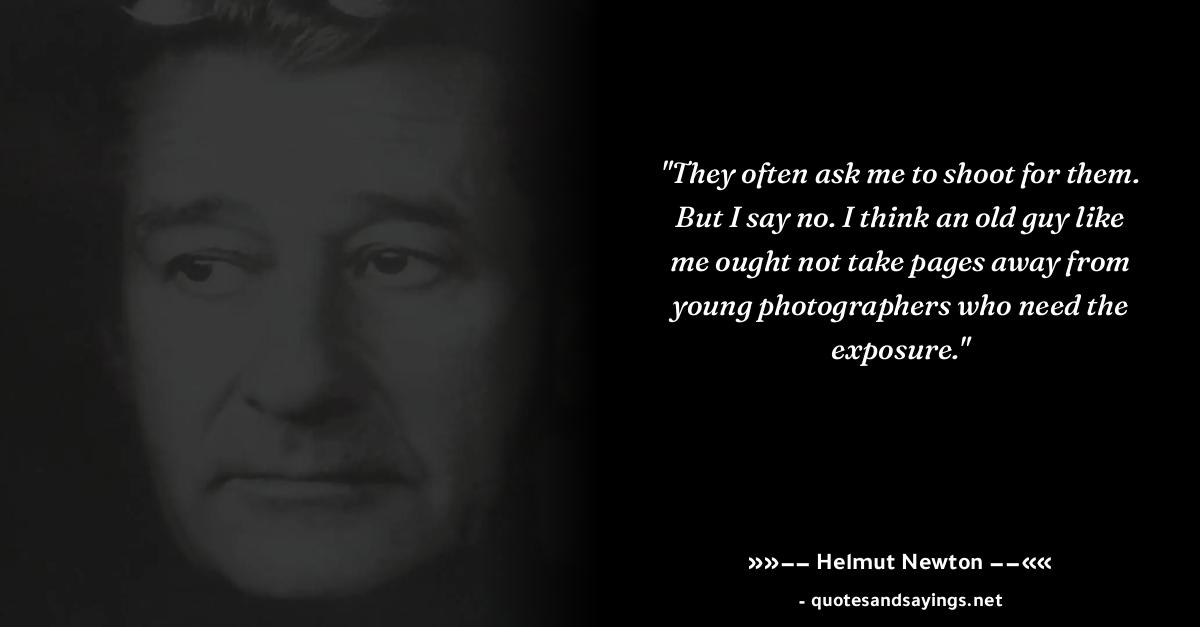 "They often ask me to shoot for them.
But I say no. I think an old guy like
me ought not take pages away from
young photographers who need the
exposure."
»»−− Helmut Newton −−««
- quotesandsayings.net